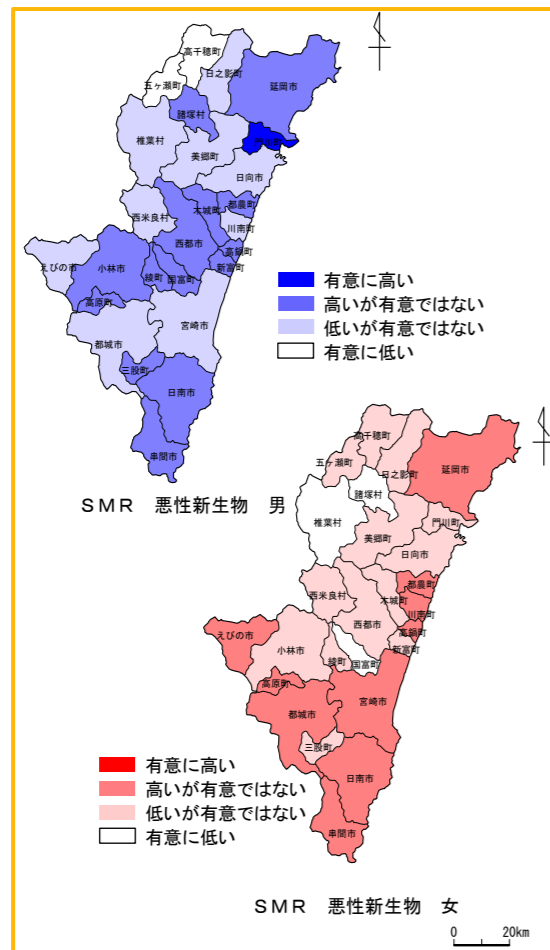 高千穂町
日之影町
五ヶ瀬町
延岡市
諸塚村
椎葉村
門川町
美郷町
日向市
西米良村
木城町
都農町
川南町
西都市
高鍋町
新富町
えびの市
小林市
綾町
国富町
高原町
宮崎市
都城市
三股町
日南市
串間市
有意に高い
高いが有意ではない
低いが有意ではない
有意に低い
SMR 悪性新生物 男
高千穂町
五ヶ瀬町
日之影町
延岡市
諸塚村
椎葉村
門川町
美郷町
日向市
西米良村
木城町
都農町
川南町
西都市
高鍋町
新富町
えびの市
小林市
綾町
国富町
高原町
宮崎市
都城市
三股町
日南市
串間市
有意に高い
高いが有意ではない
低いが有意ではない
有意に低い
SMR 悪性新生物 女
0 20km